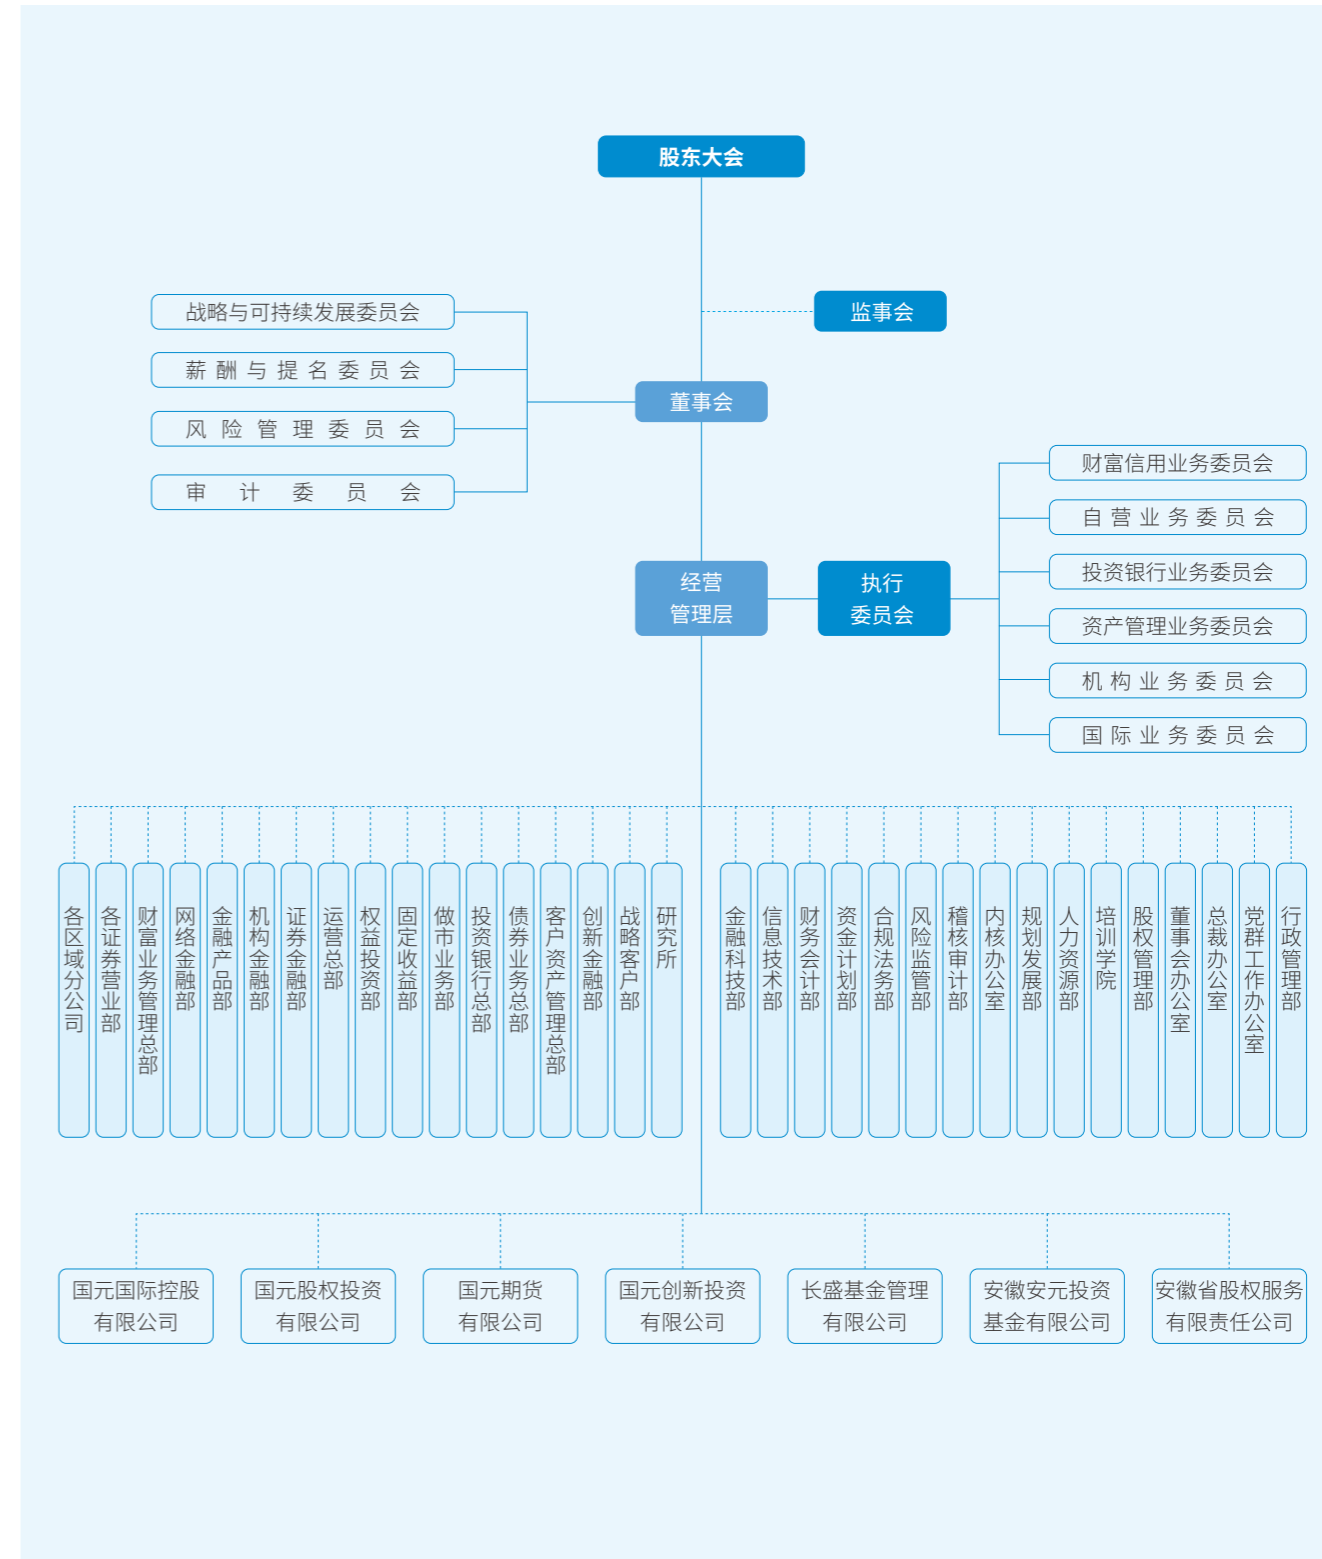 股东大会
监事会
战略与可持续发展委员会
薪酬与提名委员会
风险管理委员会
审计委员会
董事会
经营
管理层
执行
委员会
财富信用业务委员会
自营业务委员会
投资银行业务委员会
资产管理业务委员会
机构业务委员会
国际业务委员会
各区域分公司
各证券营业部
财富业务管理总部
网络金融部
金融产品部
机构金融部
证券金融部
运营总部
权益投资部
固定收益部
做市业务部
投资银行总部
债券业务总部
客户资产管理总部
创新金融部
战略客户部
研究所
金融科技部
信息技术部
财务会计部
资金计划部
合规法务部
风险监管部
稽核审计部
内核办公室
规划发展部
人力资源部
培训学院
股权管理部
董事会办公室
总裁办公室
党群工作办公室
行政管理部
国元国际控股
有限公司
国元股权投资
有限公司
国元期货
有限公司
国元创新投资
有限公司
长盛基金管理
有限公司
安徽安元投资
基金有限公司
安徽省股权服务
有限责任公司